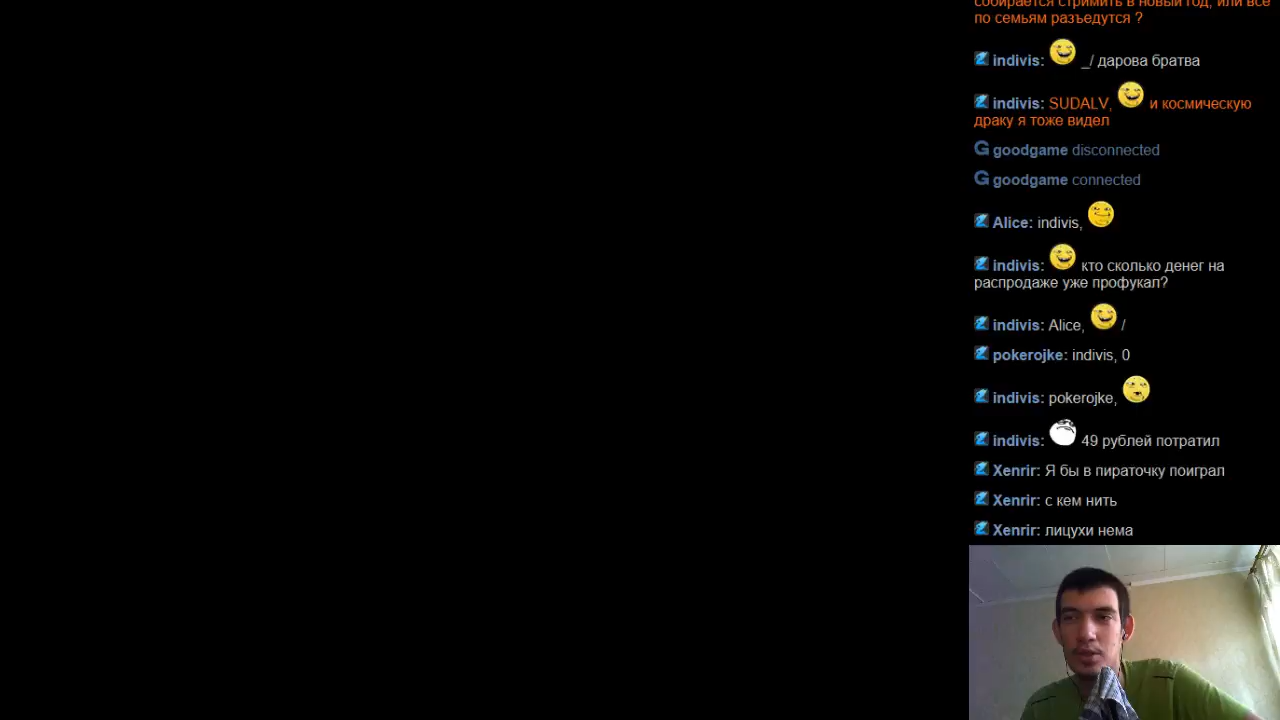 собирается стримить в новый год, или все
по семьям разъедутся ?
indivis: _/ дарова братва
indivis: SUDALV, и космическую
драку я тоже видел
goodgame disconnected
goodgame connected
Alice: indivis,
indivis: кто сколько денег на
распродаже уже профукал?
indivis: Alice, /
pokerojke: indivis, 0
indivis: pokerojke,
indivis: 49 рублей потратил
Xenrir: Я бы в пираточку поиграл
Xenrir: с кем нить
Xenrir: лицухи нема